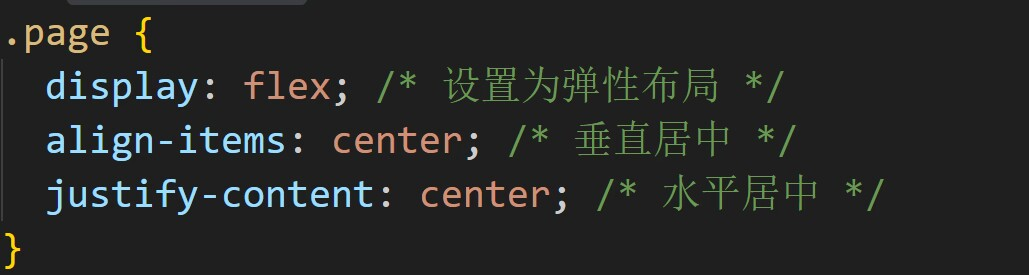 .page {
display: flex; /* 设置为弹性布局 */
align-items: center; /* 垂直居中 */
justify-content: center; /* 水平居中 */
}